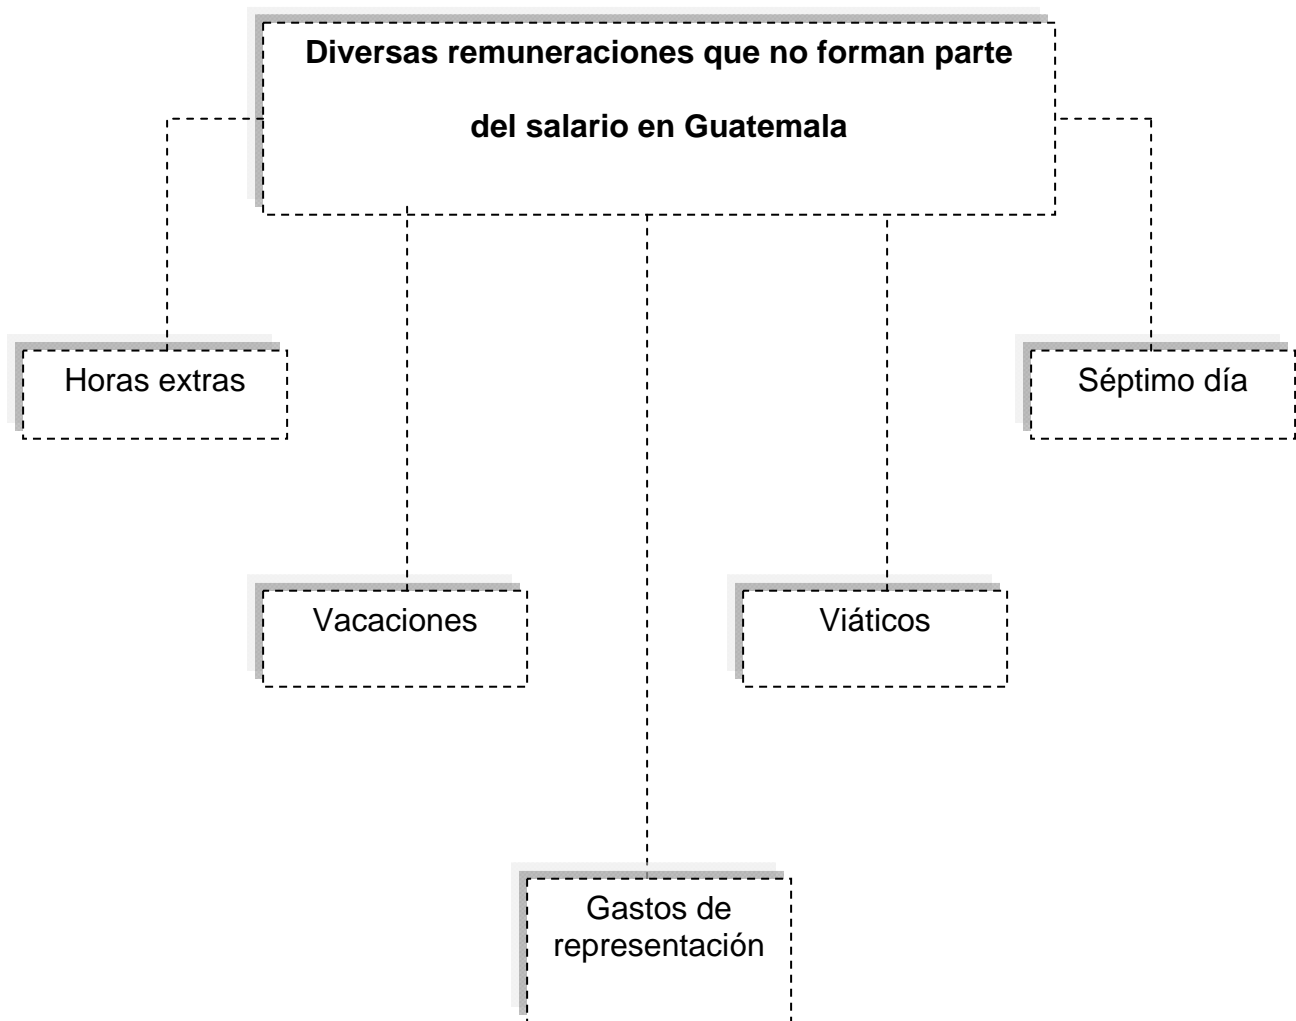 Diversas remuneraciones que no forman parte
del salario en Guatemala
Horas extras
Séptimo día
Vacaciones
Viáticos
Gastos de
representación